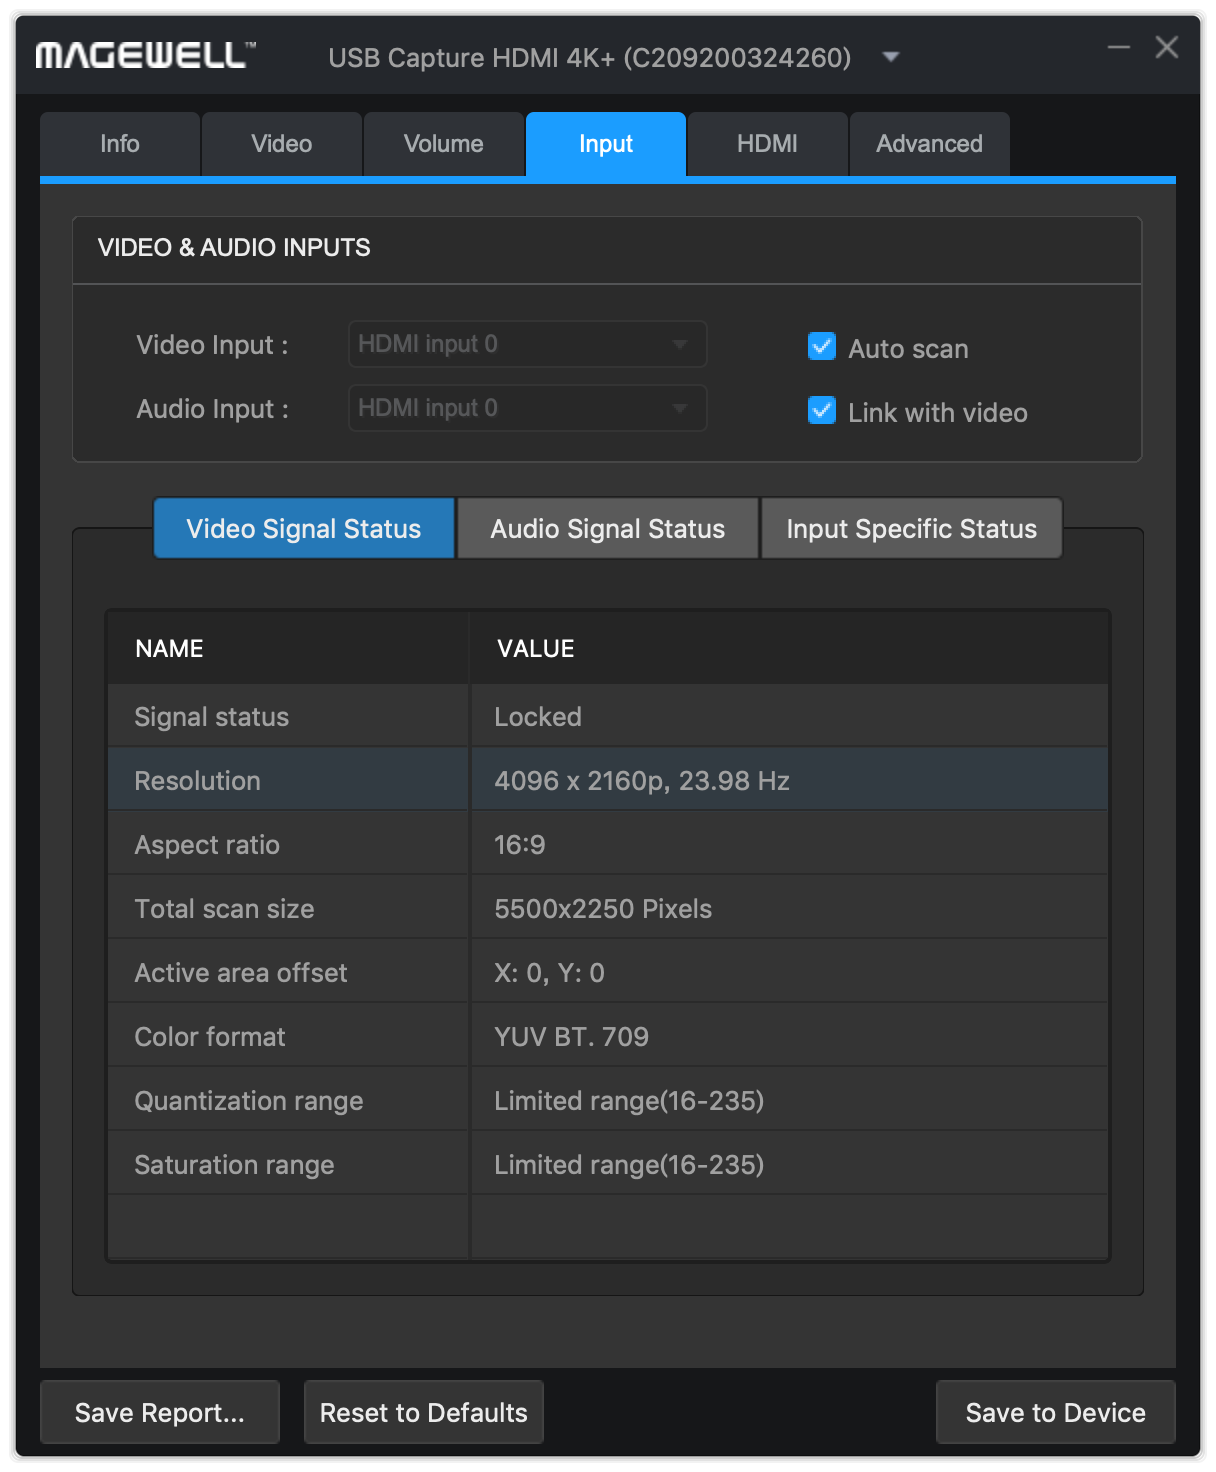 MAGEWELL™
USB Capture HDMI 4K+ (C209200324260)
Info Video Volume Input HDMI Advanced
VIDEO & AUDIO INPUTS
Video Input : HDMI input 0 Auto scan
Audio Input : HDMI input 0 Link with video
Video Signal Status Audio Signal Status Input Specific Status
NAME VALUE
Signal status Locked
Resolution 4096 x 2160p, 23.98 Hz
Aspect ratio 16:9
Total scan size 5500x2250 Pixels
Active area offset X: 0, Y: 0
Color format YUV BT. 709
Quantization range Limited range(16-235)
Saturation range Limited range(16-235)
Save Report... Reset to Defaults Save to Device